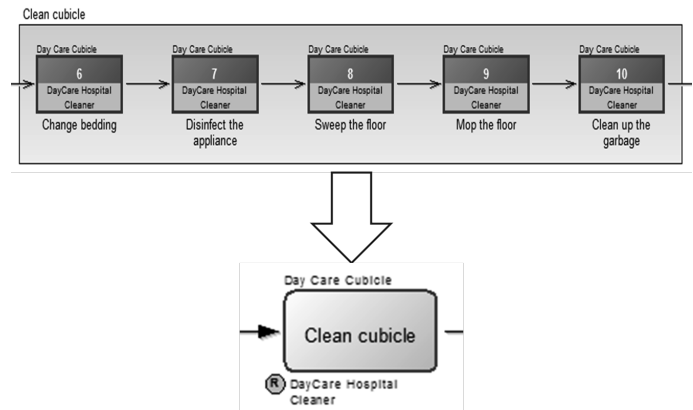 Clean cubicle
Day Care Cubicle
6
DayCare Hospital
Cleaner
Change bedding
Day Care Cubicle
7
DayCare Hospital
Cleaner
Disinfect the
appliance
Day Care Cubicle
8
DayCare Hospital
Cleaner
Sweep the floor
Day Care Cubicle
9
DayCare Hospital
Cleaner
Mop the floor
Day Care Cubicle
10
DayCare Hospital
Cleaner
Clean up the
garbage
Day Care Cubicle
Clean cubicle
R DayCare Hospital
Cleaner